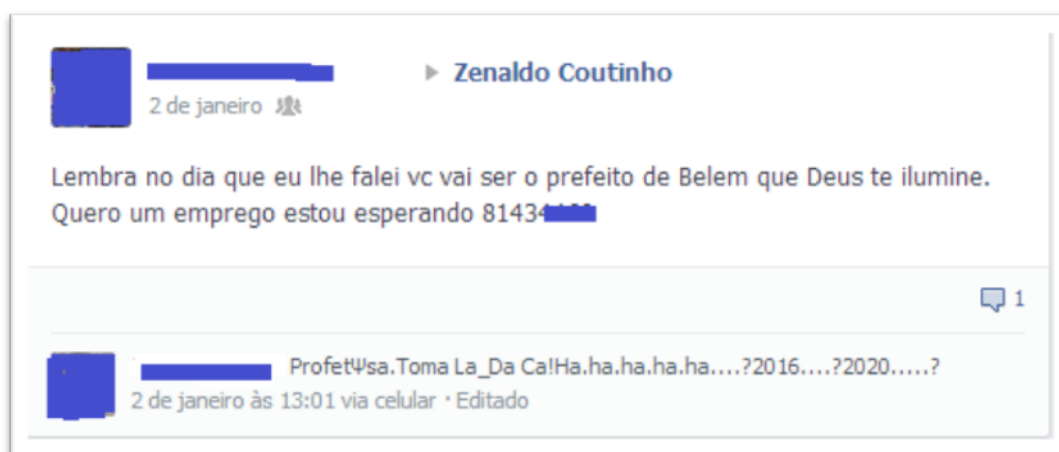 Zenaldo Coutinho
2 de janeiro
Lembra no dia que eu lhe falei vc vai ser o prefeito de Belem que Deus te ilumine.
Quero um emprego estou esperando 8143
1
ProfetΨsa.Toma La_Da Ca!Ha.ha.ha.ha.ha....?2016....?2020.....?
2 de janeiro às 13:01 via celular · Editado